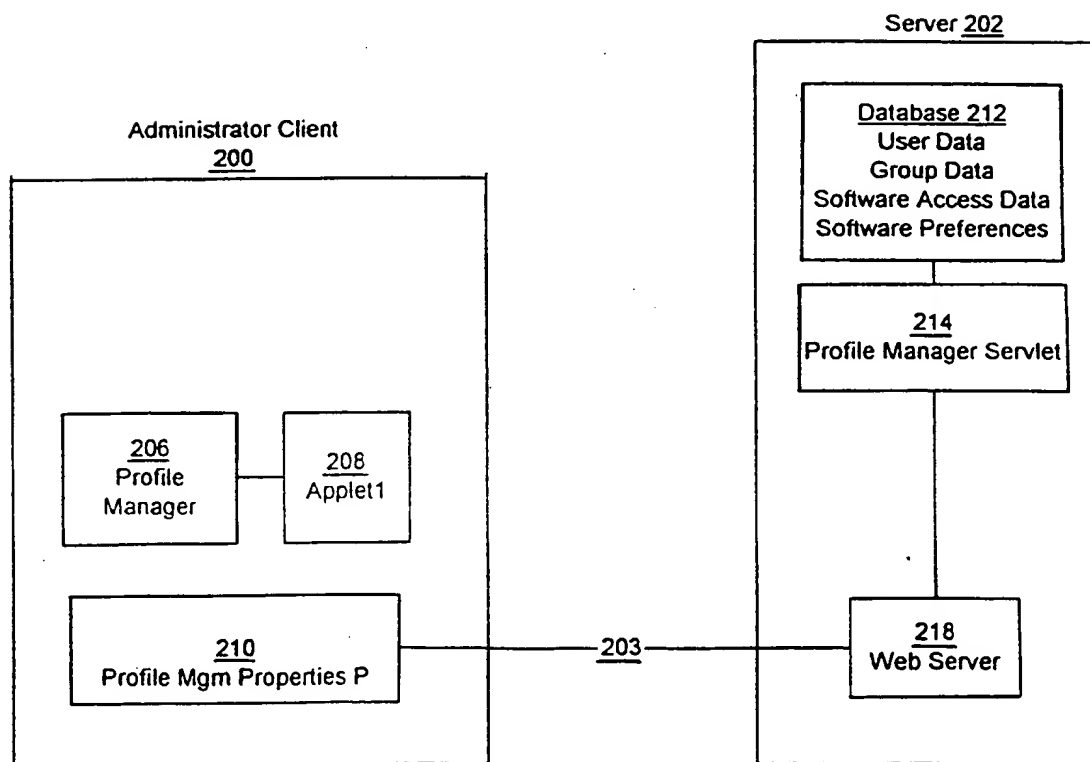 Server 202
Database 212
User Data
Group Data
Software Access Data
Software Preferences
Administrator Client
200
214
Profile Manager Servlet
206
Profile
Manager
208
Applet1
210
Profile Mgm Properties P
203
218
Web Server